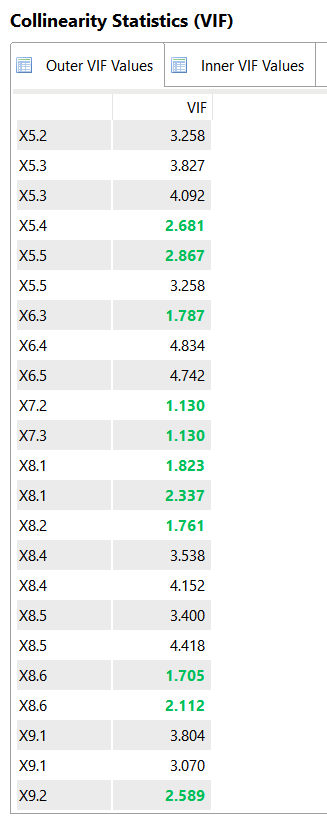 Collinearity Statistics (VIF)
Outer VIF Values Inner VIF Values
VIF
X5.2 3.258
X5.3 3.827
X5.3 4.092
X5.4 2.681
X5.5 2.867
X5.5 3.258
X6.3 1.787
X6.4 4.834
X6.5 4.742
X7.2 1.130
X7.3 1.130
X8.1 1.823
X8.1 2.337
X8.2 1.761
X8.4 3.538
X8.4 4.152
X8.5 3.400
X8.5 4.418
X8.6 1.705
X8.6 2.112
X9.1 3.804
X9.1 3.070
X9.2 2.589